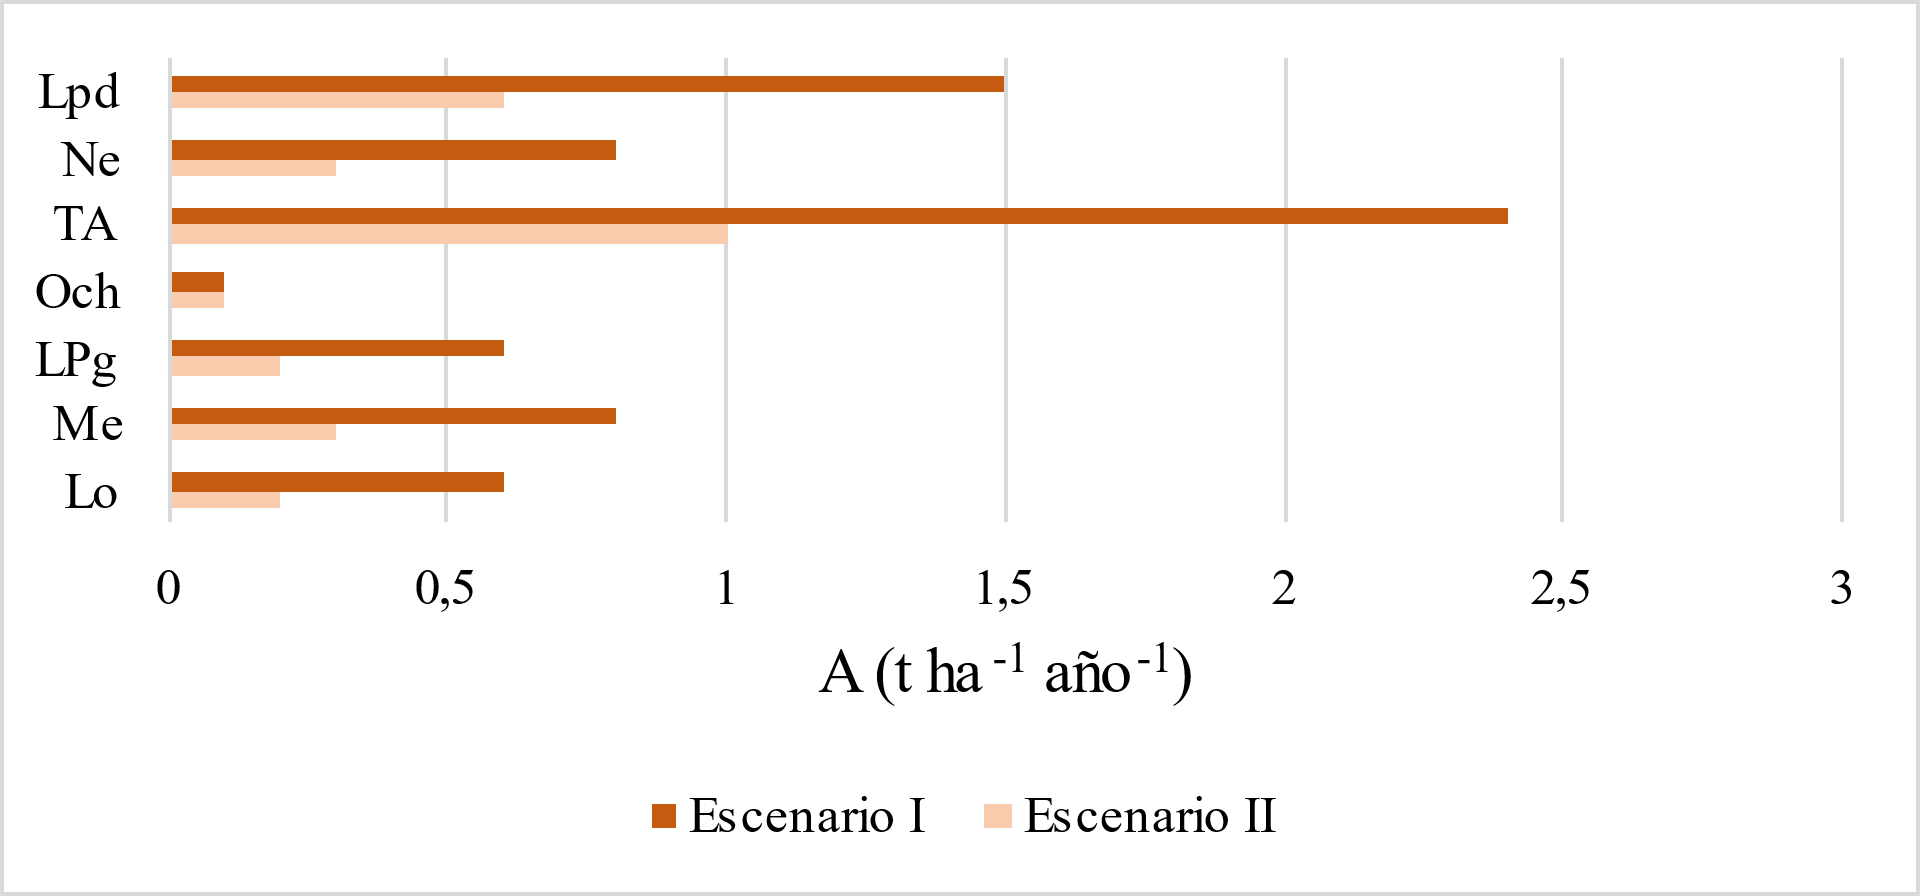 Lpd
Ne
TA
Och
LPg
Me
Lo
0 0,5 1 1,5 2 2,5 3
A (t ha⁻¹ año⁻¹)
Escenario I Escenario II